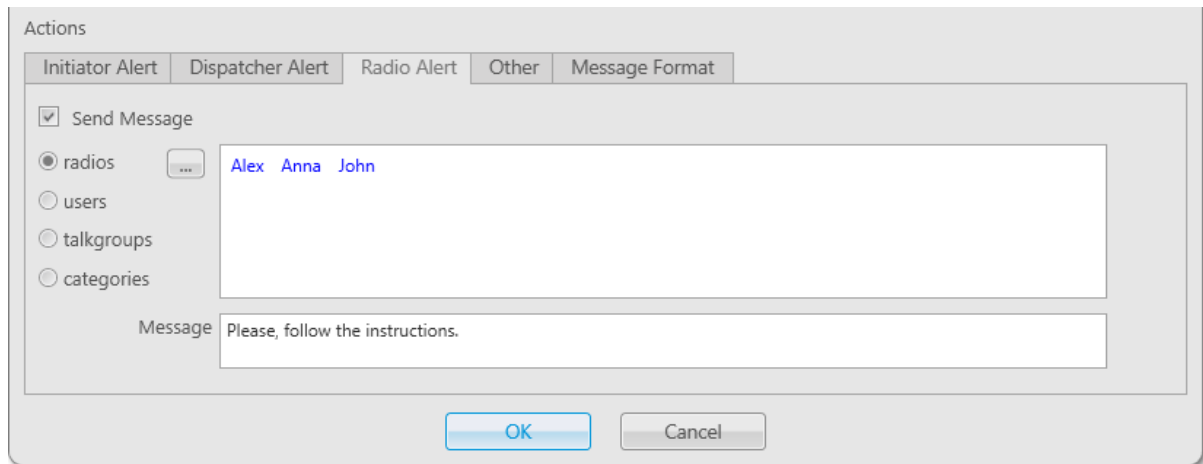 Actions
Initiator Alert Dispatcher Alert Radio Alert Other Message Format
Send Message
radios ... Alex Anna John
users
talkgroups
categories
Message Please, follow the instructions.
OK Cancel